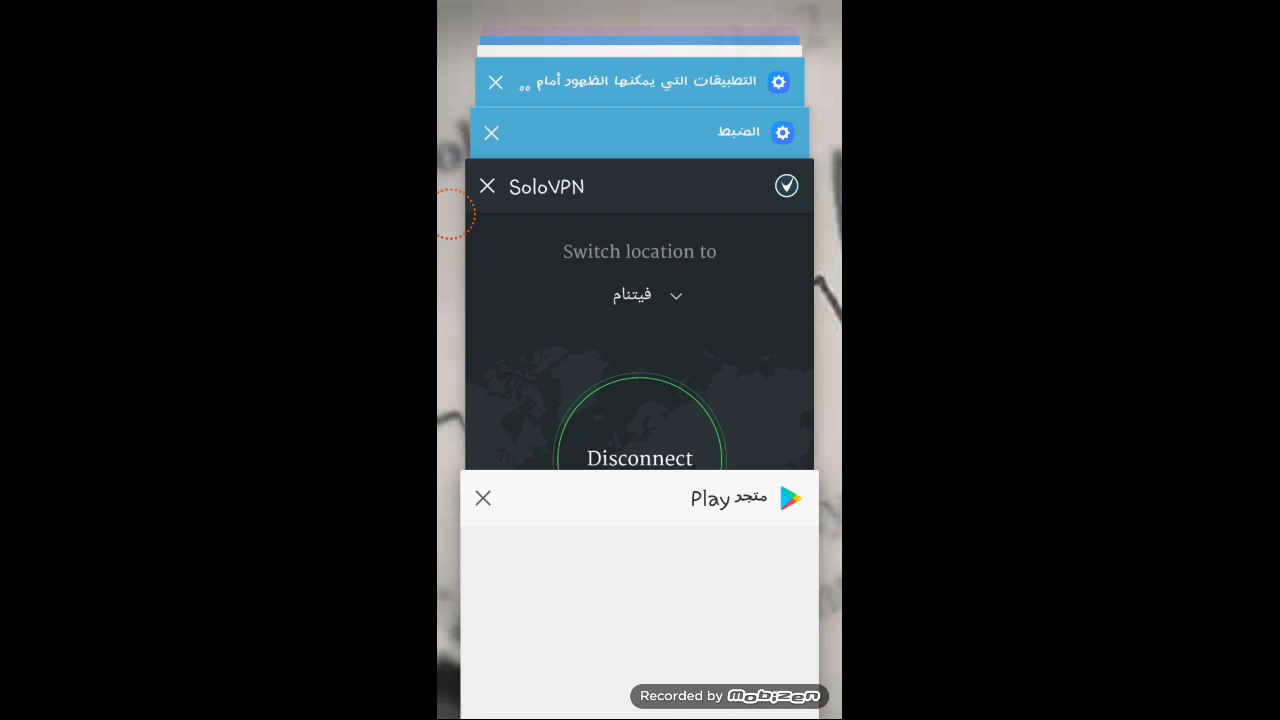 التطبيقات التي يمكنها الظهور أمام
الضبط
SoloVPN
Switch location to
فيتنام
Disconnect
متجر Play
Recorded by mobizen